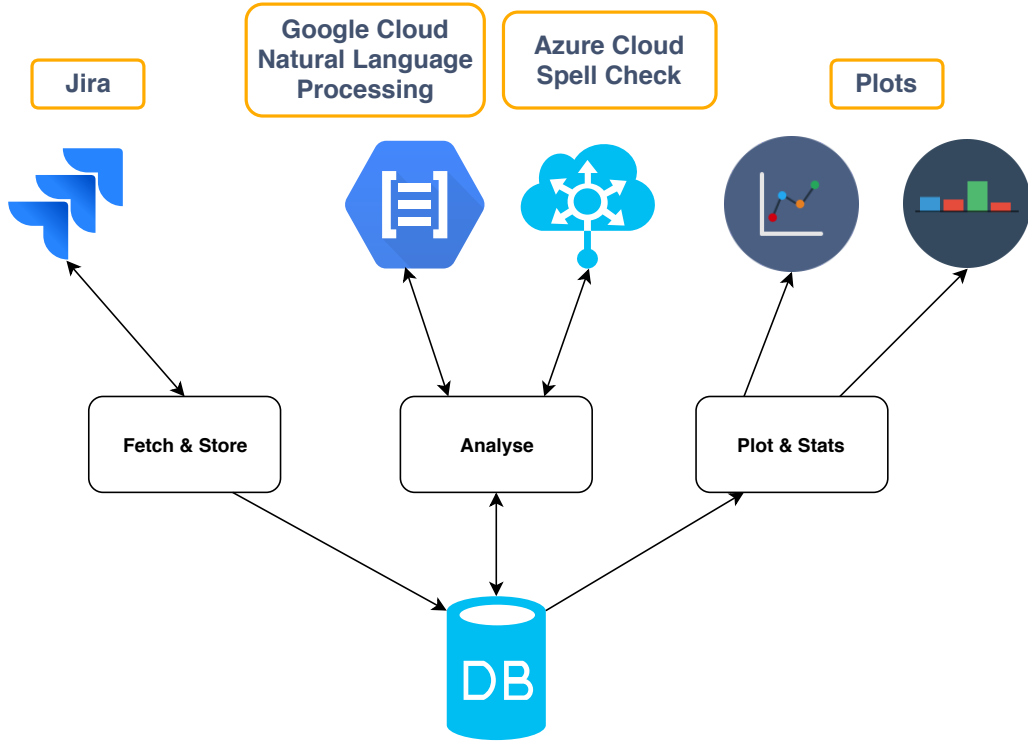 Jira
Google Cloud
Natural Language
Processing
Azure Cloud
Spell Check
Plots
Fetch & Store
Analyse
Plot & Stats
DB